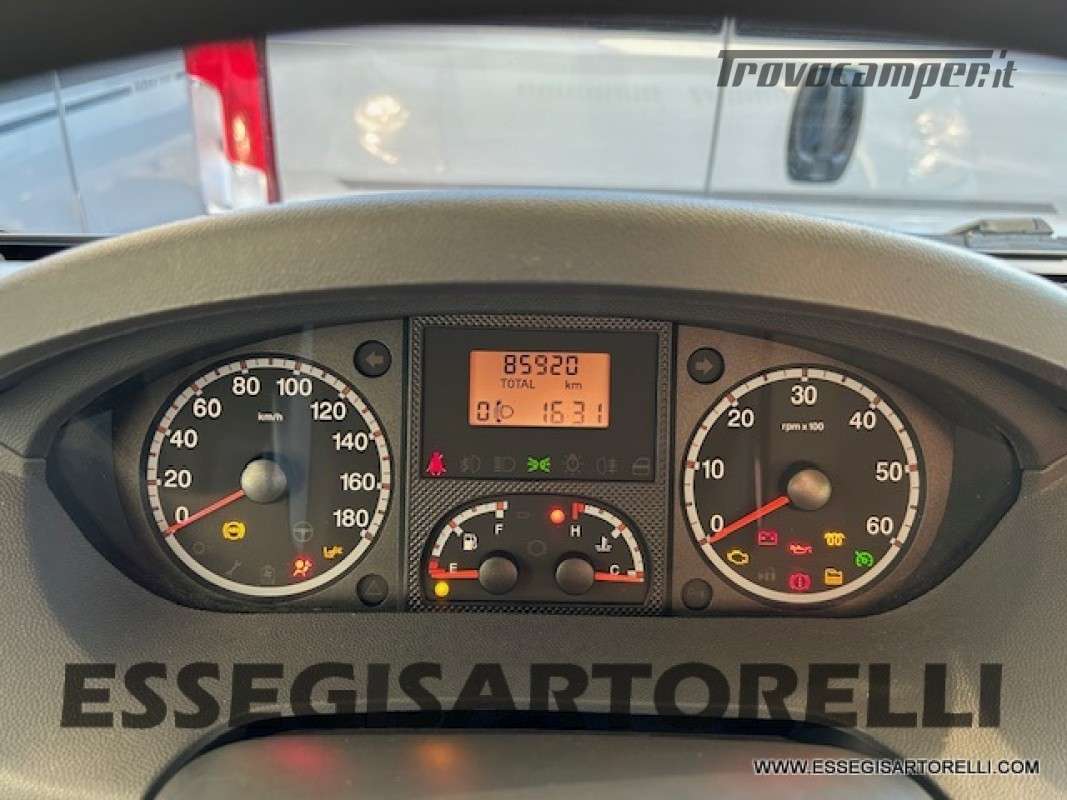 Trovocamper.it
85920
TOTAL km
0 1631
80 100
60 120
km/h
40 140
20 160
0 180
ABS
F H
E C
30
20 40
rpm x 100
10 50
0 60
ESSEGISARTORELLI
WWW.ESSEGISARTORELLI.COM